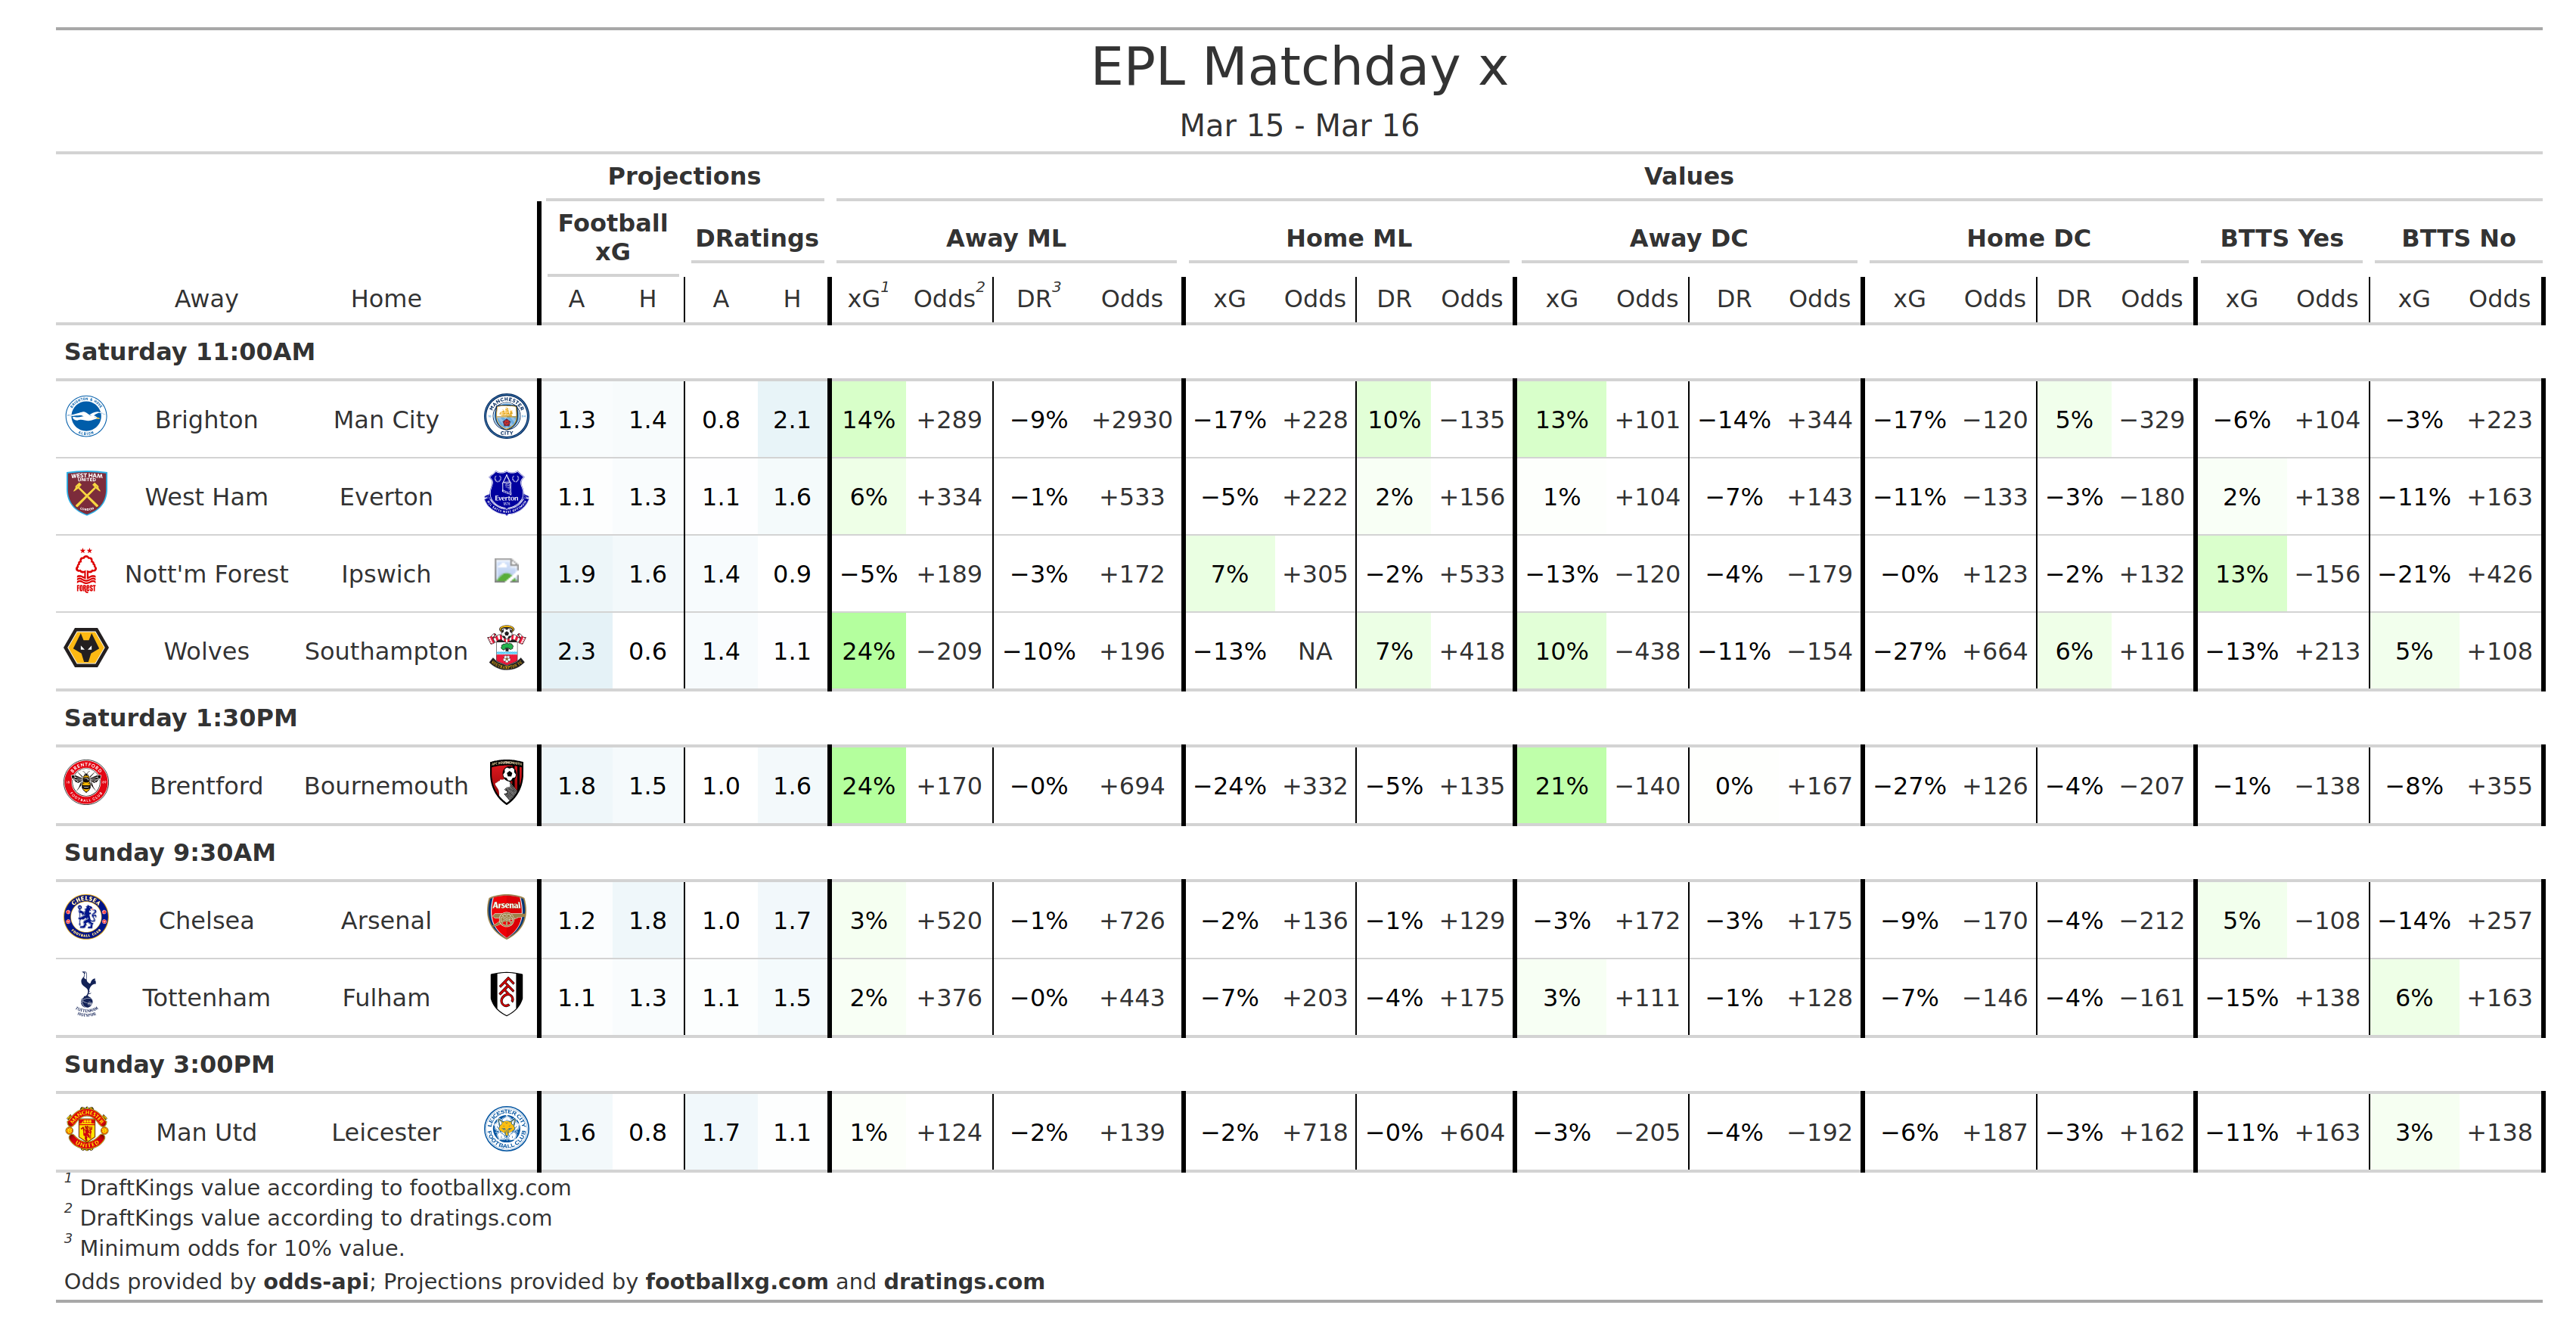 EPL Matchday x
Mar 15 - Mar 16
Projections Values
Football xG DRatings Away ML Home ML Away DC Home DC BTTS Yes BTTS No
Away Home A H A H xG1 Odds2 DR3 Odds xG Odds DR Odds xG Odds DR Odds xG Odds DR Odds xG Odds xG Odds
Saturday 11:00AM
Brighton Man City 1.3 1.4 0.8 2.1 14% +289 −9% +2930 −17% +228 10% −135 13% +101 −14% +344 −17% −120 5% −329 −6% +104 −3% +223
West Ham Everton 1.1 1.3 1.1 1.6 6% +334 −1% +533 −5% +222 2% +156 1% +104 −7% +143 −11% −133 −3% −180 2% +138 −11% +163
Nott'm Forest Ipswich 1.9 1.6 1.4 0.9 −5% +189 −3% +172 7% +305 −2% +533 −13% −120 −4% −179 −0% +123 −2% +132 13% −156 −21% +426
Wolves Southampton 2.3 0.6 1.4 1.1 24% −209 −10% +196 −13% NA 7% +418 10% −438 −11% −154 −27% +664 6% +116 −13% +213 5% +108
Saturday 1:30PM
Brentford Bournemouth 1.8 1.5 1.0 1.6 24% +170 −0% +694 −24% +332 −5% +135 21% −140 0% +167 −27% +126 −4% −207 −1% −138 −8% +355
Sunday 9:30AM
Chelsea Arsenal 1.2 1.8 1.0 1.7 3% +520 −1% +726 −2% +136 −1% +129 −3% +172 −3% +175 −9% −170 −4% −212 5% −108 −14% +257
Tottenham Fulham 1.1 1.3 1.1 1.5 2% +376 −0% +443 −7% +203 −4% +175 3% +111 −1% +128 −7% −146 −4% −161 −15% +138 6% +163
Sunday 3:00PM
Man Utd Leicester 1.6 0.8 1.7 1.1 1% +124 −2% +139 −2% +718 −0% +604 −3% −205 −4% −192 −6% +187 −3% +162 −11% +163 3% +138
1 DraftKings value according to footballxg.com
2 DraftKings value according to dratings.com
3 Minimum odds for 10% value.
Odds provided by odds-api; Projections provided by footballxg.com and dratings.com